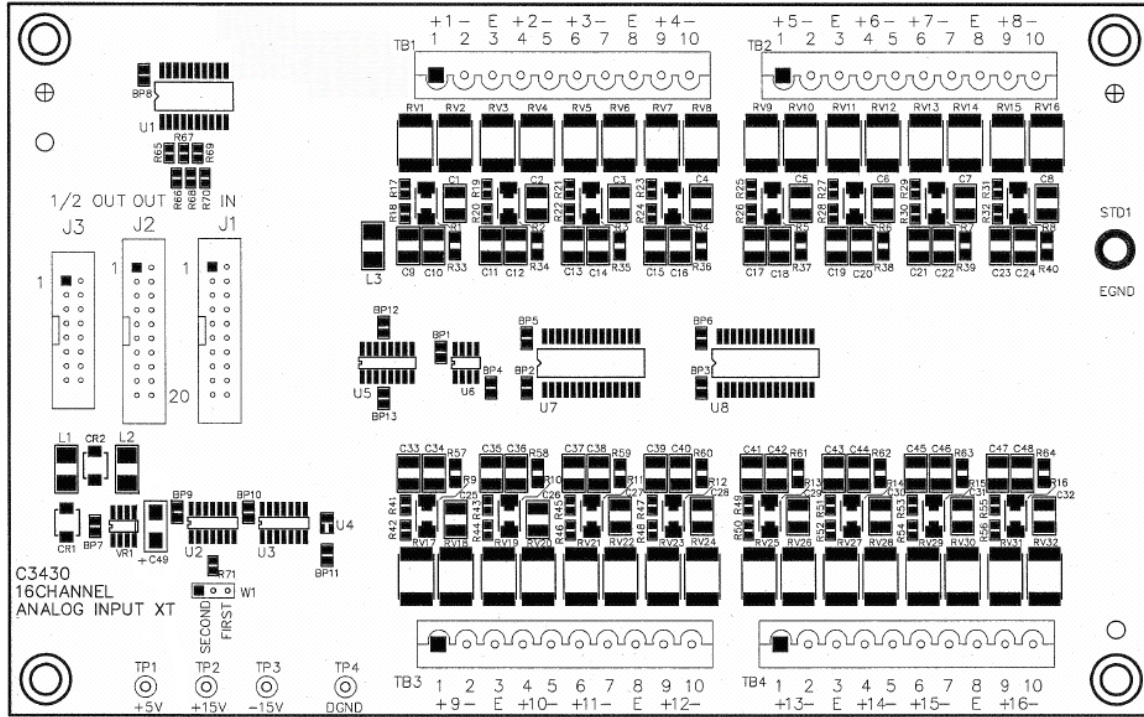 +1- E +2- +3- E +4-
1 2 3 4 5 6 7 8 9 10
TB1
+5- E +6- +7- E +8-
1 2 3 4 5 6 7 8 9 10
TB2
BP8
U1
RV1 RV2 RV3 RV4 RV5 RV6 RV7 RV8
RV9 RV10 RV11 RV12 RV13 RV14 RV15 RV16
R65 R67 R69
R66 R68 R70
R17 C1 R19 C2 R21 C3 R23 C4
R25 C5 R27 C6 R29 C7 R31 C8
R18 R20 R22 R24
R26 R28 R30 R32
R1 R2 R3 R4
R5 R6 R7 R8
C9 C10 R33 C11 C12 R34 C13 C14 R35 C15 C16 R36
C17 C18 R37 C19 C20 R38 C21 C22 R39 C23 C24 R40
1/2 OUT OUT IN
J3 J2 J1
1 1 1
20
L3
STD1
EGND
BP12 BP1 BP5 BP6
U5 U6 BP4 BP2 U7 BP3 U8
BP13
L1 CR2 L2
C33 C34 R57 C35 C36 R58 C37 C38 R59 C39 C40 R60
C41 C42 R61 C43 C44 R62 C45 C46 R63 C47 C48 R64
R9 R10 R11 R12
R13 R14 R15 R16
R41 C25 R43 C26 R45 C27 R47 C28
R49 C29 R51 C30 R53 C31 R55 C32
R42 R44 R46 R48
R50 R52 R54 R56
BP9 BP10
CR1 BP7 VR1 +C49 U2 U3 U4
BP11
RV17 RV18 RV19 RV20 RV21 RV22 RV23 RV24
RV25 RV26 RV27 RV28 RV29 RV30 RV31 RV32
R71
W1
SECOND
FIRST
C3430
16CHANNEL
ANALOG INPUT XT
TP1 TP2 TP3 TP4
+5V +15V -15V DGND
TB3
1 2 3 4 5 6 7 8 9 10
+9- E +10- +11- E +12-
TB4
1 2 3 4 5 6 7 8 9 10
+13- E +14- +15- E +16-